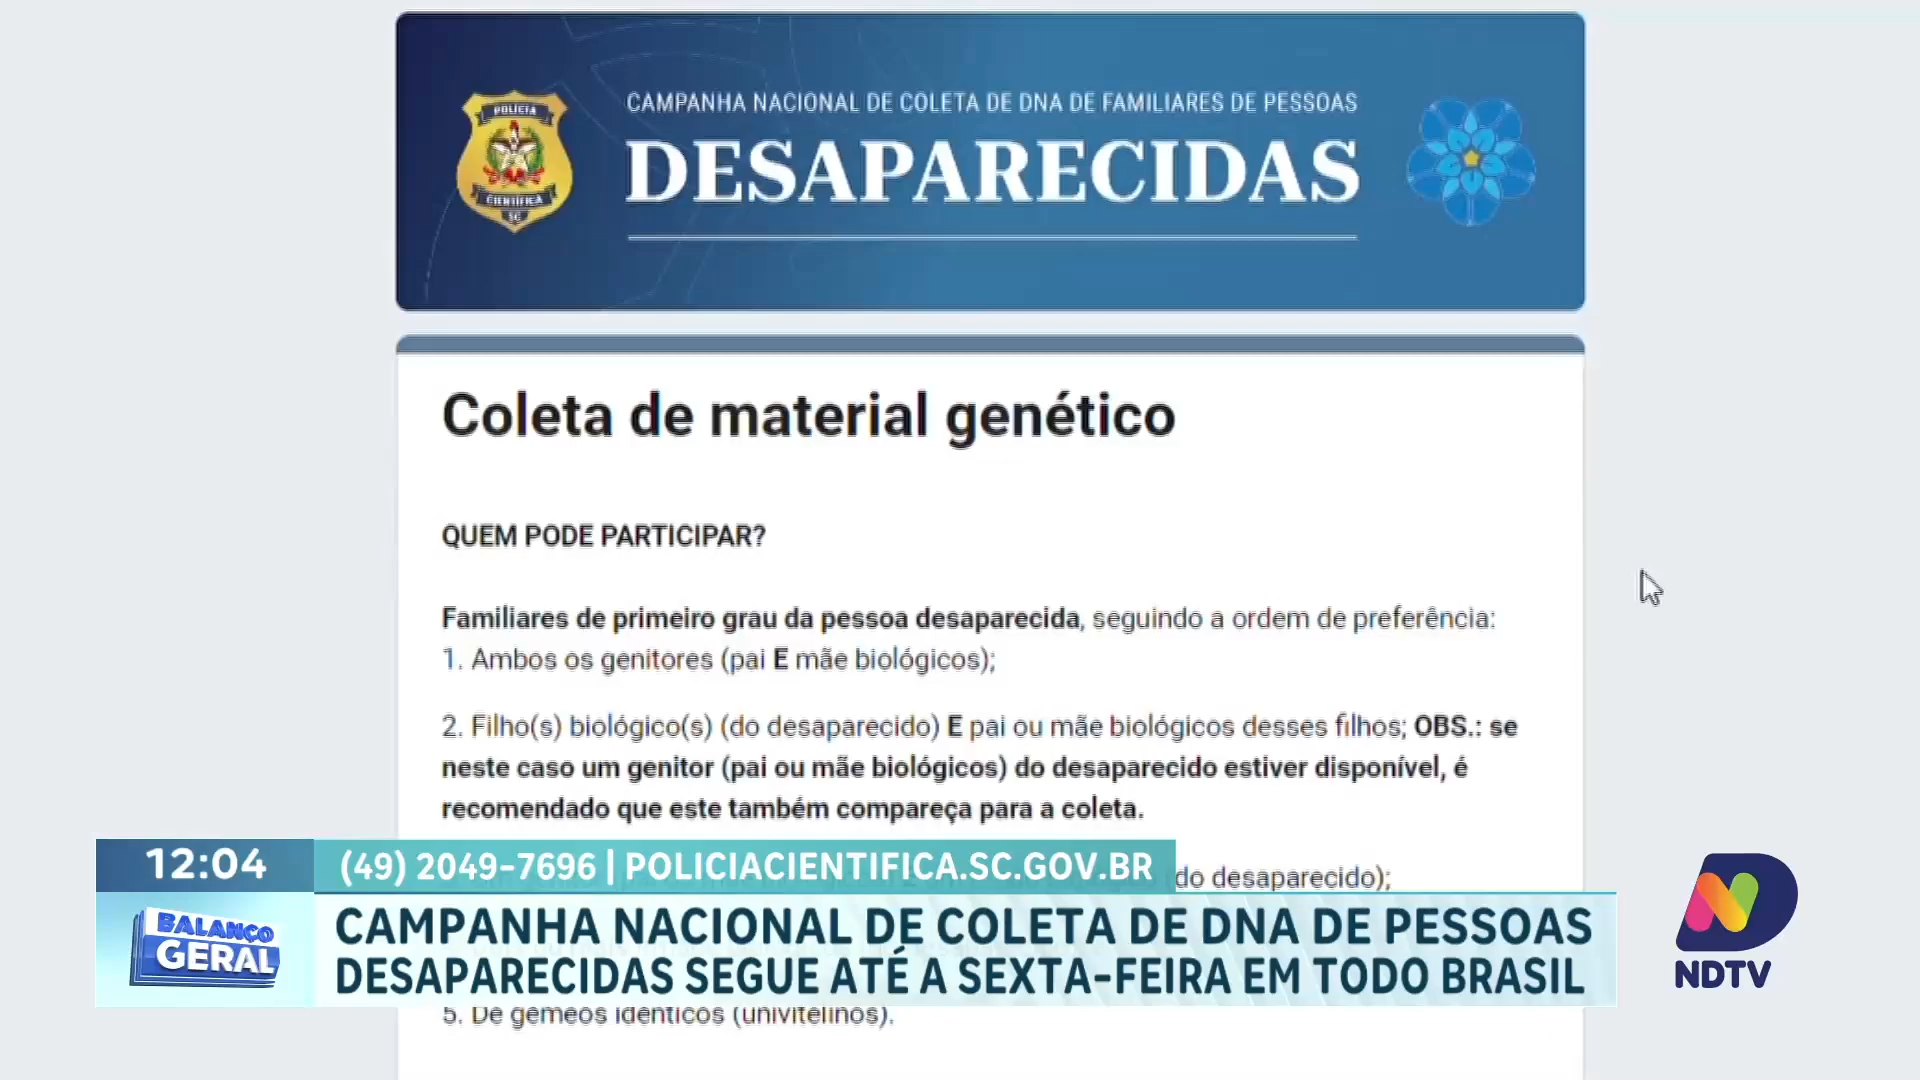 POLÍCIA
CIENTÍFICA
SC
CAMPANHA NACIONAL DE COLETA DE DNA DE FAMILIARES DE PESSOAS
DESAPARECIDAS
Coleta de material genético
QUEM PODE PARTICIPAR?
Familiares de primeiro grau da pessoa desaparecida, seguindo a ordem de preferência:
1. Ambos os genitores (pai E mãe biológicos);
2. Filho(s) biológico(s) (do desaparecido) E pai ou mãe biológicos desses filhos; OBS.: se
neste caso um genitor (pai ou mãe biológicos) do desaparecido estiver disponível, é
recomendado que este também compareça para a coleta.
do desaparecido);
12:04
(49) 2049-7696 | POLICIACIENTIFICA.SC.GOV.BR
BALANÇO
GERAL
CAMPANHA NACIONAL DE COLETA DE DNA DE PESSOAS
DESAPARECIDAS SEGUE ATÉ A SEXTA-FEIRA EM TODO BRASIL
NDTV
5. De gêmeos idênticos (univitelinos).